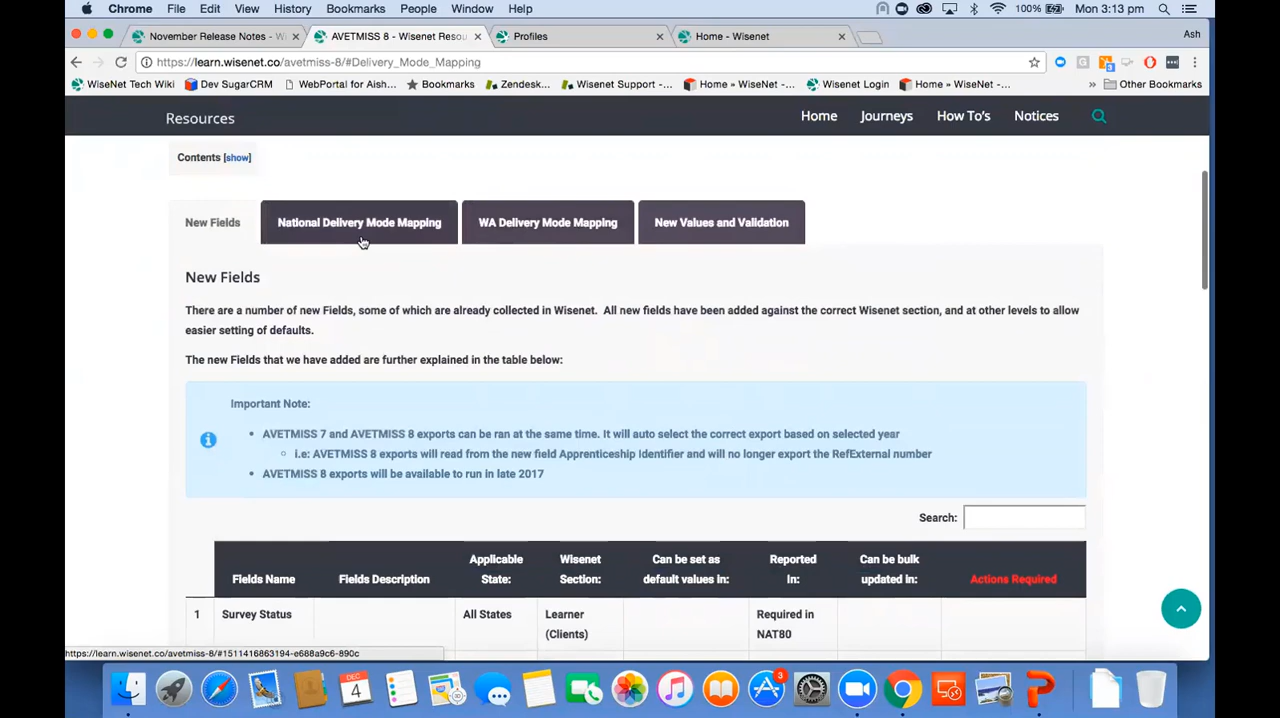 Chrome File Edit View History Bookmarks People Window Help 100% Mon 3:13 pm
November Release Notes - Wi AVETMISS 8 - Wisenet Resou Profiles Home - Wisenet Ash
https://learn.wisenet.co/avetmiss-8/#Delivery_Mode_Mapping
WiseNet Tech Wiki Dev SugarCRM WebPortal for Aish... Bookmarks Zendesk... Wisenet Support -... Home » WiseNet -... Wisenet Login Home » WiseNet -... » Other Bookmarks
Resources Home Journeys How To's Notices
Contents [show]
New Fields National Delivery Mode Mapping WA Delivery Mode Mapping New Values and Validation
New Fields
There are a number of new Fields, some of which are already collected in Wisenet. All new fields have been added against the correct Wisenet section, and at other levels to allow
easier setting of defaults.
The new Fields that we have added are further explained in the table below:
Important Note:
AVETMISS 7 and AVETMISS 8 exports can be ran at the same time. It will auto select the correct export based on selected year
i.e: AVETMISS 8 exports will read from the new field Apprenticeship Identifier and will no longer export the RefExternal number
AVETMISS 8 exports will be available to run in late 2017
Search:
Applicable Wisenet Can be set as Reported Can be bulk
Fields Name Fields Description State: Section: default values in: In: updated in: Actions Required
1 Survey Status All States Learner Required in
(Clients) NAT80
https://learn.wisenet.co/avetmiss-8/#1511416863194-e688a9c6-890c
DEC
4
3